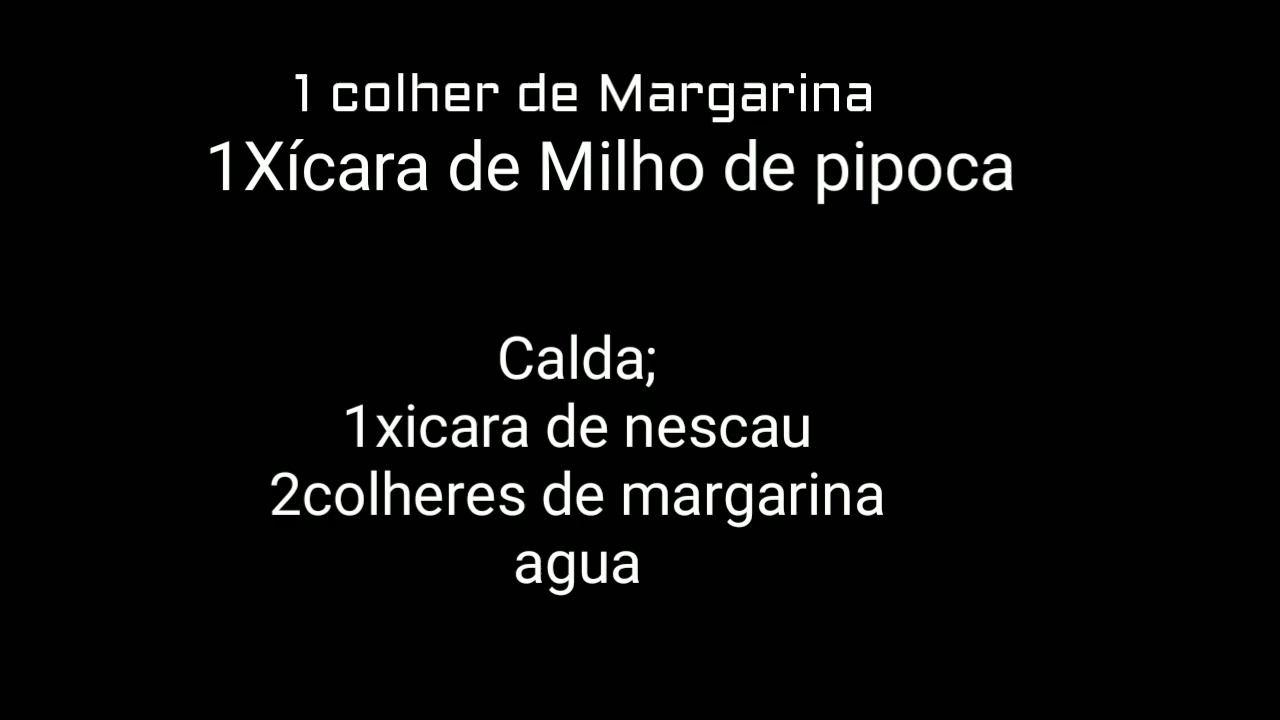 1 colher de Margarina
1Xícara de Milho de pipoca
Calda;
1xicara de nescau
2colheres de margarina
agua